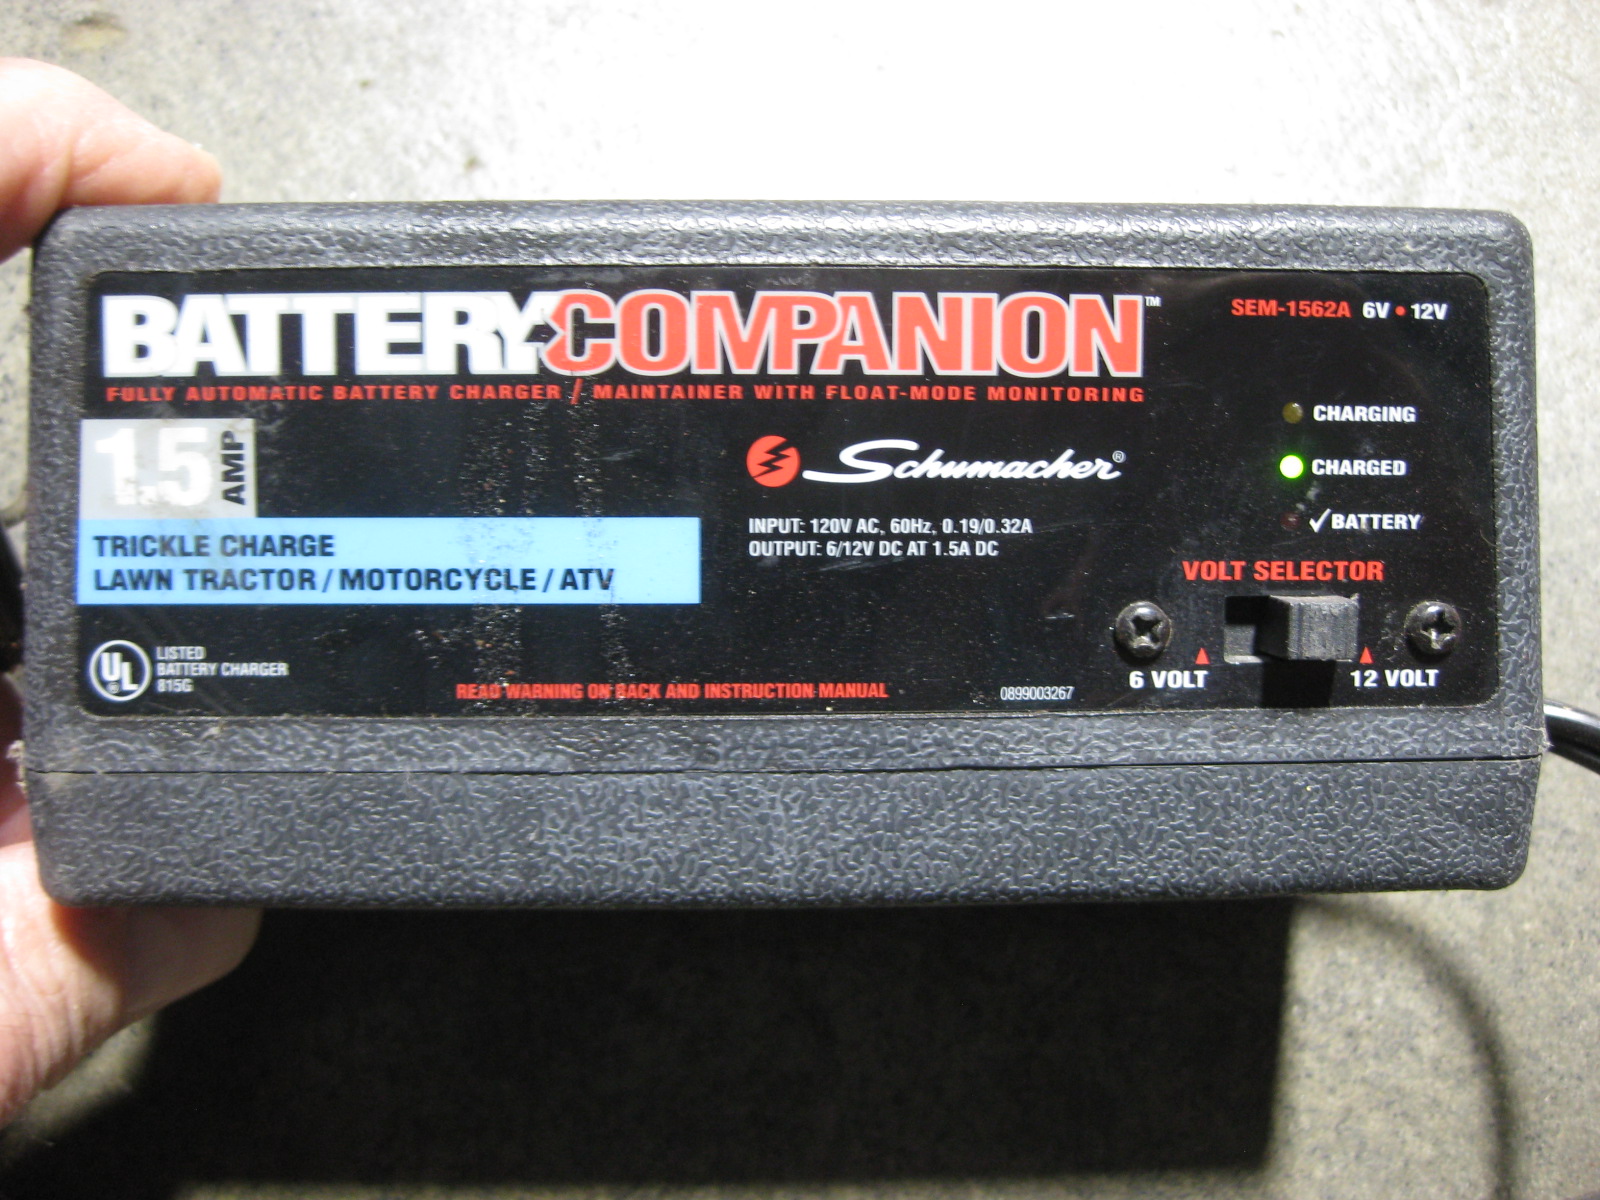 BATTERY COMPANION™
SEM-1562A 6V • 12V
FULLY AUTOMATIC BATTERY CHARGER / MAINTAINER WITH FLOAT-MODE MONITORING
1.5 AMP
TRICKLE CHARGE
LAWN TRACTOR / MOTORCYCLE / ATV
Schumacher®
INPUT: 120V AC, 60Hz, 0.19/0.32A
OUTPUT: 6/12V DC AT 1.5A DC
CHARGING
CHARGED
✓BATTERY
VOLT SELECTOR
6 VOLT
12 VOLT
UL®
LISTED
BATTERY CHARGER
815G
READ WARNING ON BACK AND INSTRUCTION MANUAL
0899003267